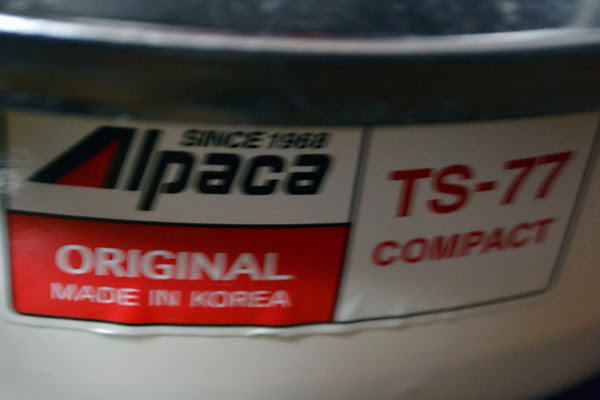 SINCE 1968
Alpaca
ORIGINAL
MADE IN KOREA
TS-77
COMPACT